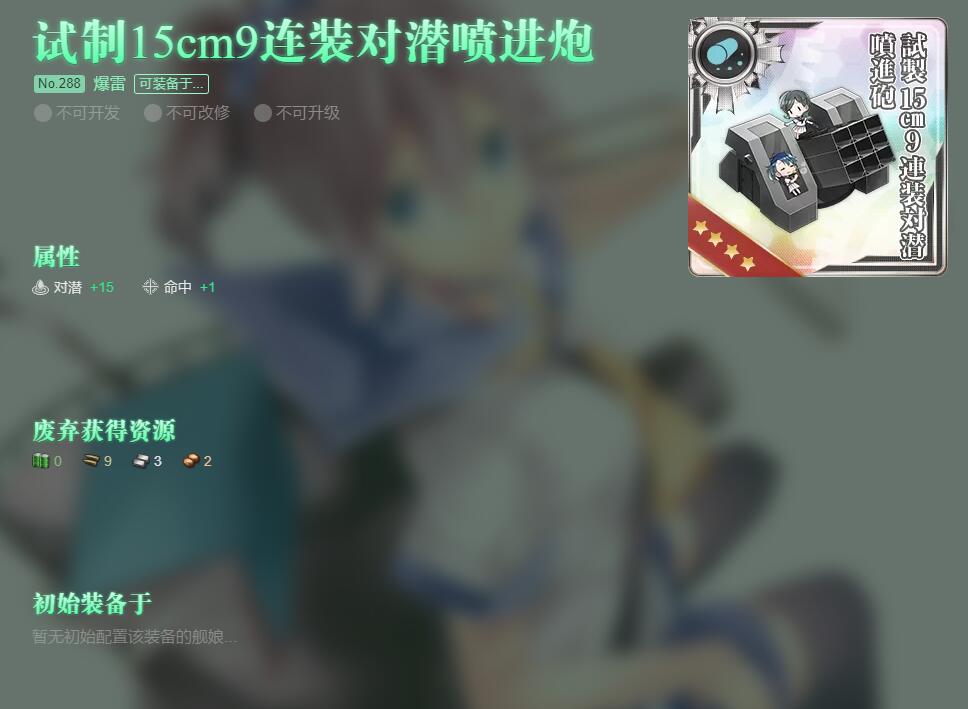 试制15cm9连装对潜喷进炮
No.288 爆雷 可装备于...
不可开发 不可改修 不可升级
試製15cm9連装対潜
噴進砲
属性
对潜 +15 命中 +1
废弃获得资源
0 9 3 2
初始装备于
暂无初始配置该装备的舰娘...